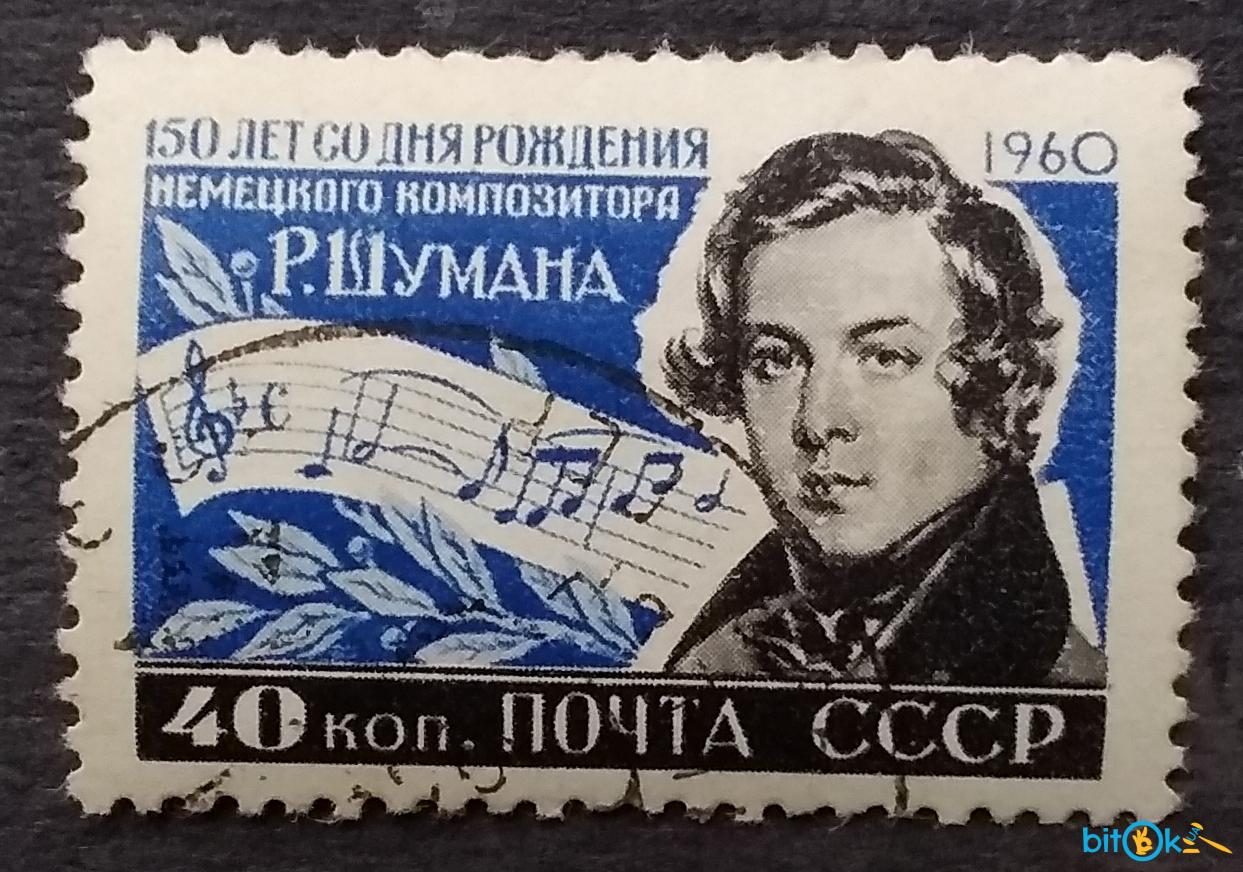 150 ЛЕТ СО ДНЯ РОЖДЕНИЯ
1960
НЕМЕЦКОГО КОМПОЗИТОРА
Р. ШУМАНА
40 КОП. ПОЧТА СССР
bitOk